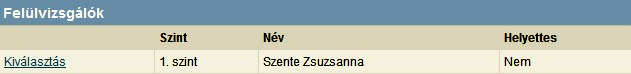 Felülvizsgálók
Szint Név Helyettes
Kiválasztás 1. szint Szente Zsuzsanna Nem